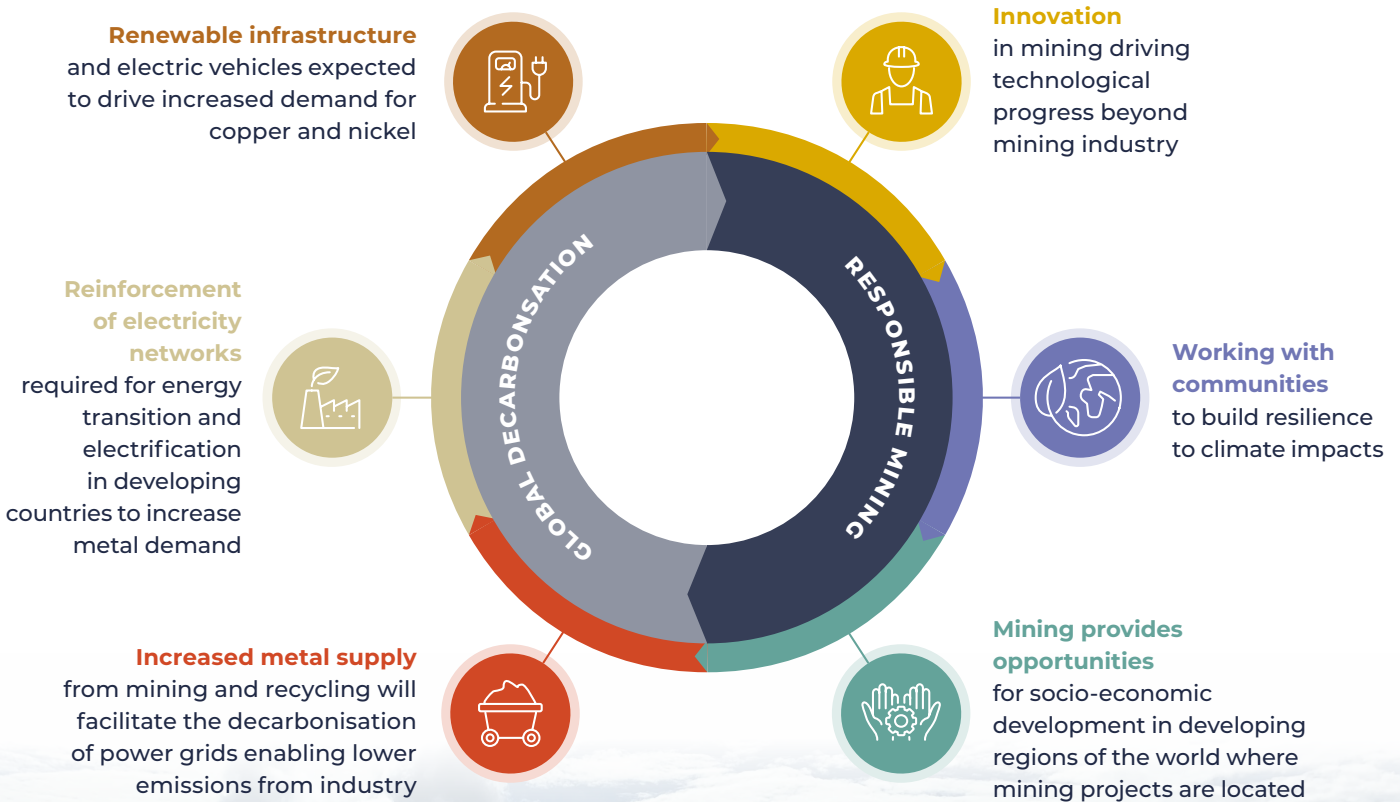 Renewable infrastructure
and electric vehicles expected
to drive increased demand for
copper and nickel
Innovation
in mining driving
technological
progress beyond
mining industry
Reinforcement
of electricity
networks
required for energy
transition and
electrification
in developing
countries to increase
metal demand
GLOBAL DECARBONSATION
RESPONSIBLE MINING
Working with
communities
to build resilience
to climate impacts
Increased metal supply
from mining and recycling will
facilitate the decarbonisation
of power grids enabling lower
emissions from industry
Mining provides
opportunities
for socio-economic
development in developing
regions of the world where
mining projects are located